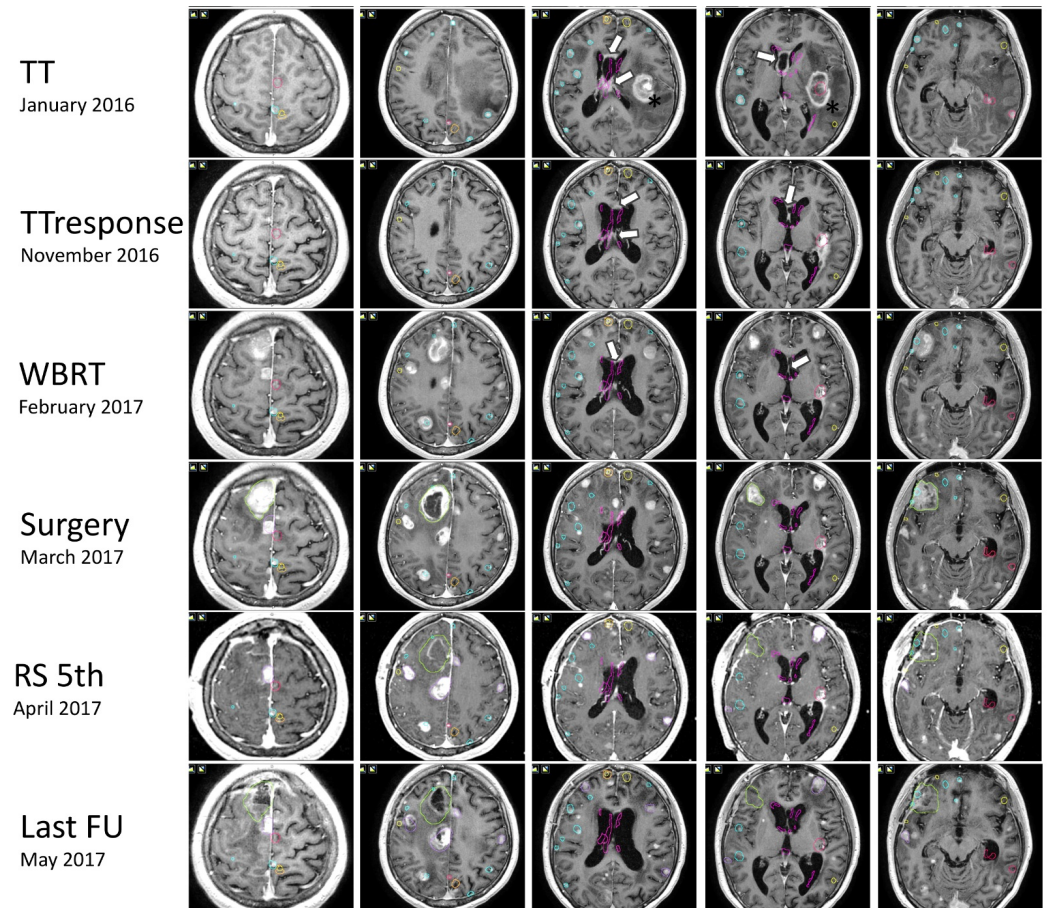 TT
January 2016
*
*
TTresponse
November 2016
WBRT
February 2017
Surgery
March 2017
RS 5th
April 2017
Last FU
May 2017